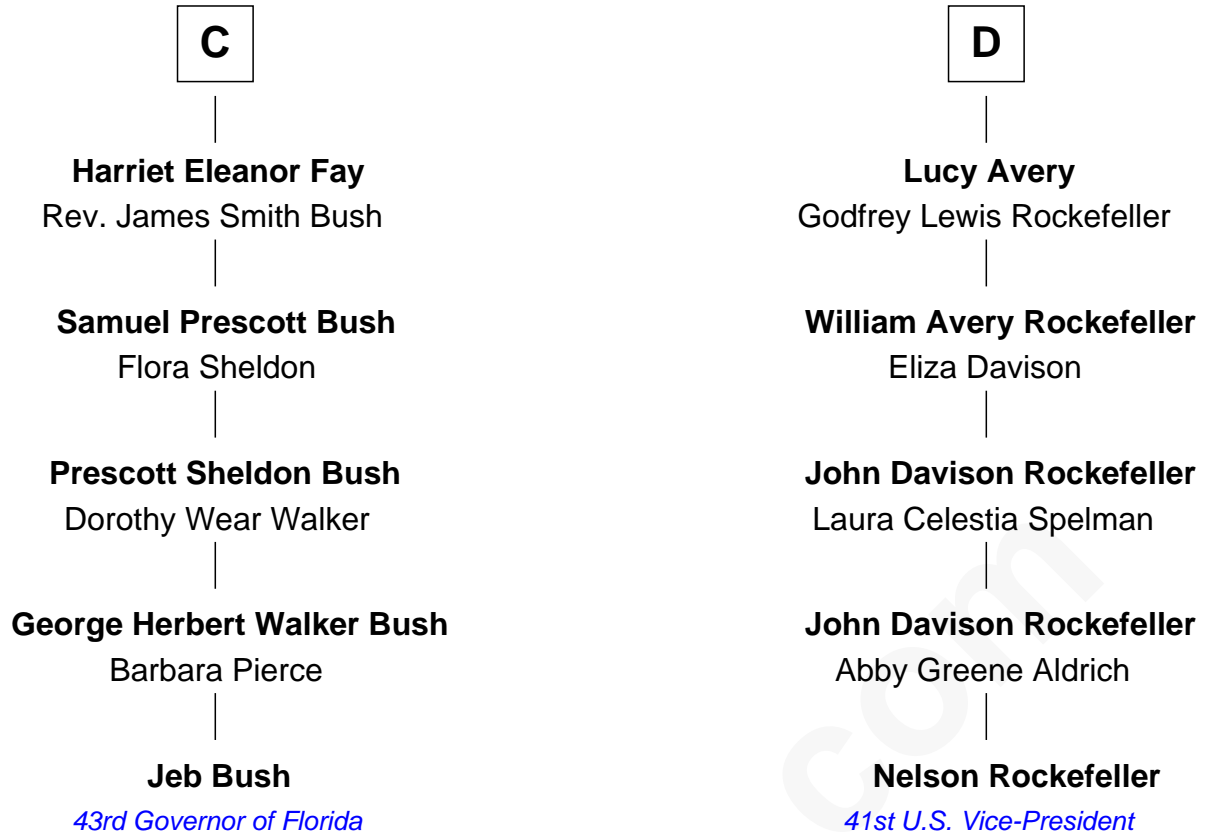 C
Harriet Eleanor Fay
Rev. James Smith Bush
Samuel Prescott Bush
Flora Sheldon
Prescott Sheldon Bush
Dorothy Wear Walker
George Herbert Walker Bush
Barbara Pierce
Jeb Bush
43rd Governor of Florida
D
Lucy Avery
Godfrey Lewis Rockefeller
William Avery Rockefeller
Eliza Davison
John Davison Rockefeller
Laura Celestia Spelman
John Davison Rockefeller
Abby Greene Aldrich
Nelson Rockefeller
41st U.S. Vice-President
com